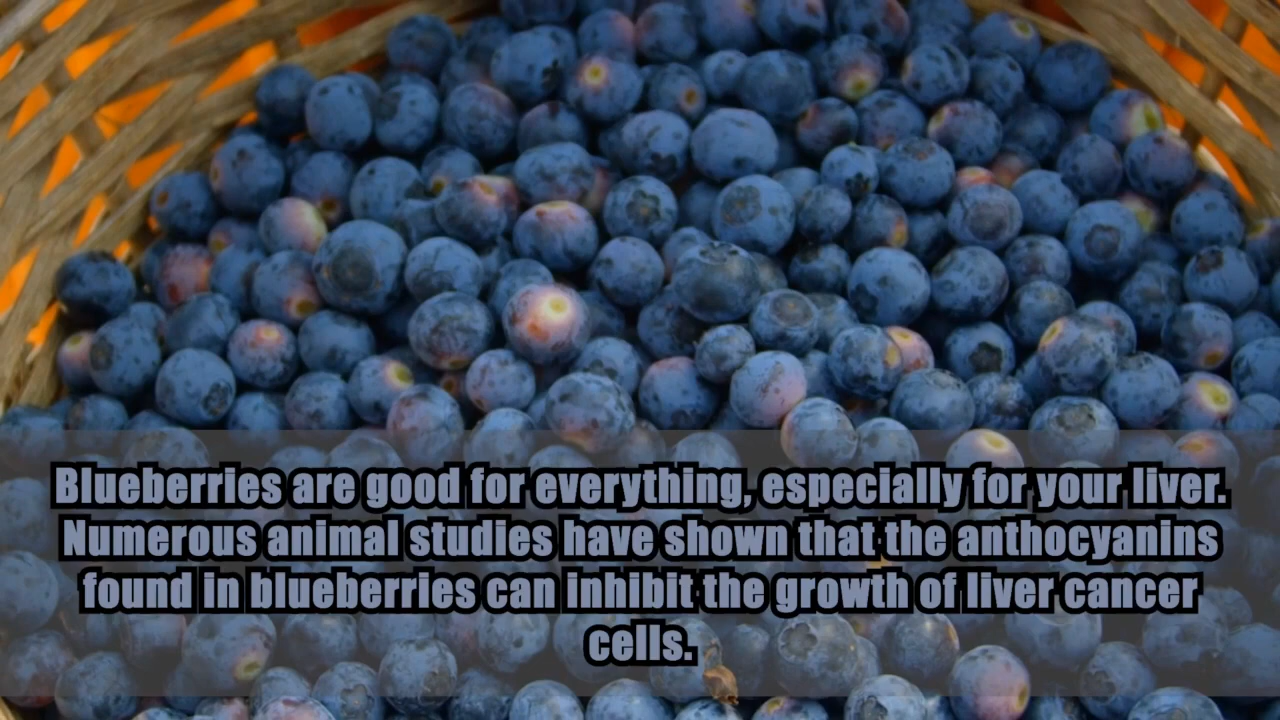 Blueberries are good for everything, especially for your liver.
Numerous animal studies have shown that the anthocyanins
found in blueberries can inhibit the growth of liver cancer
cells.